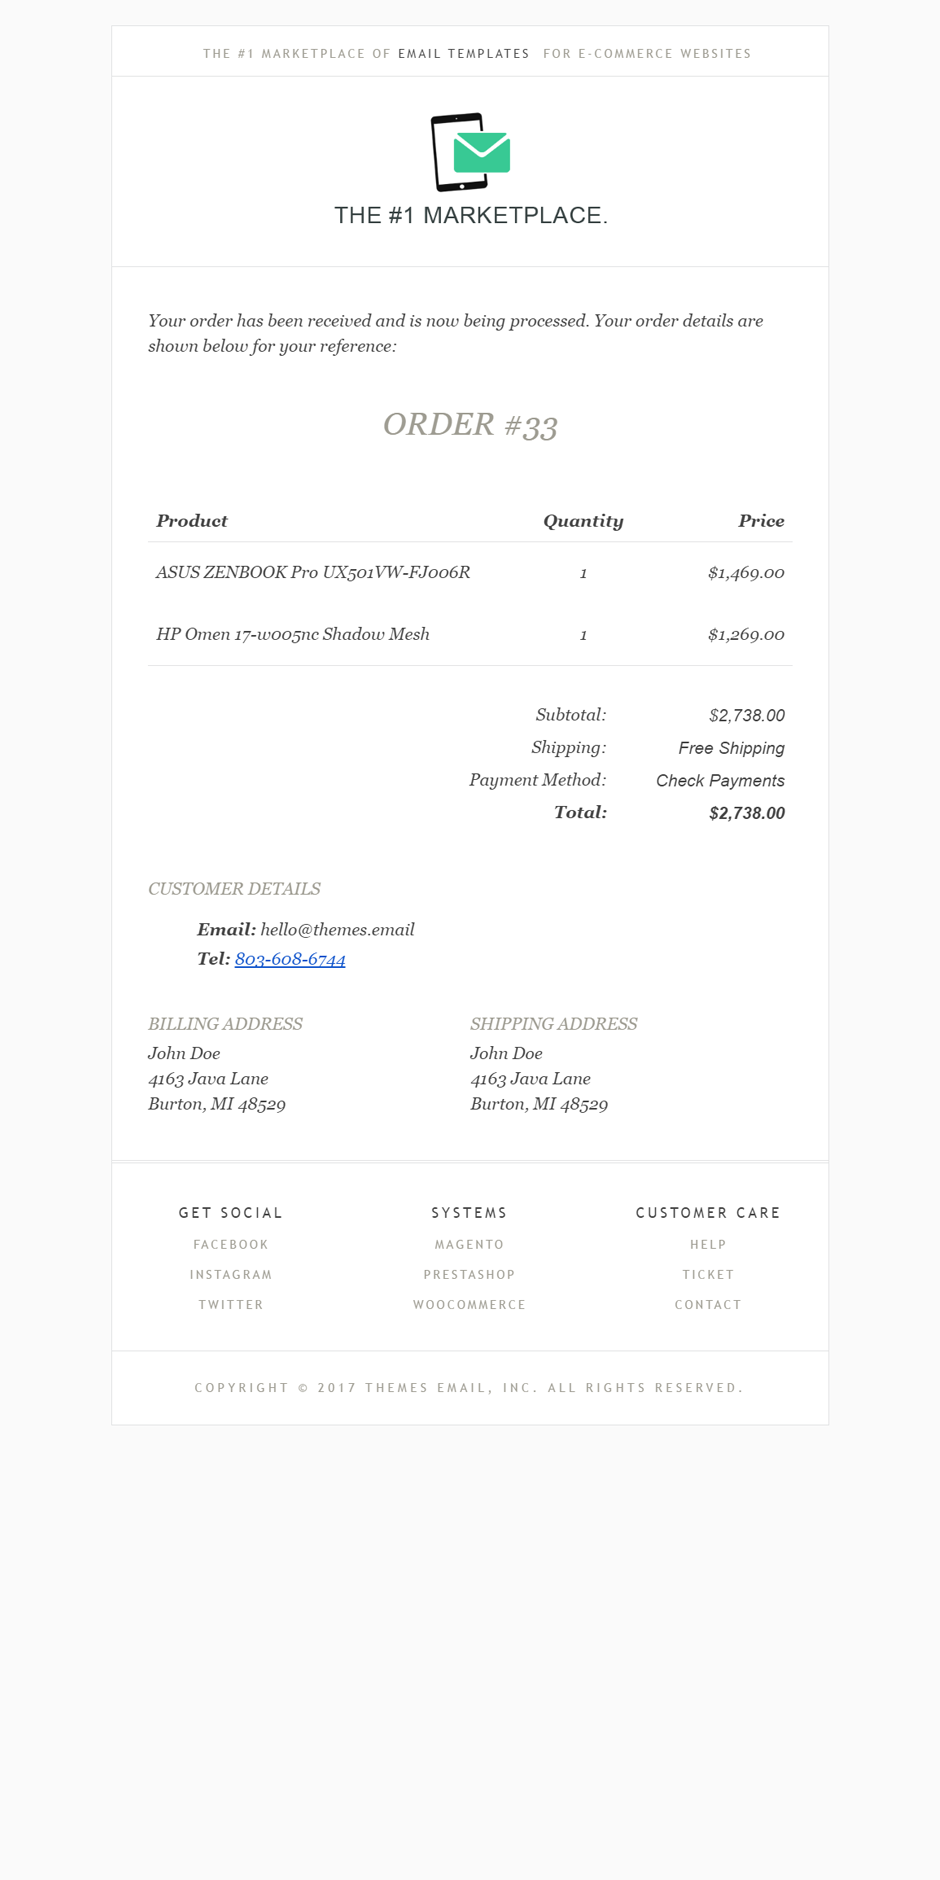 THE #1 MARKETPLACE OF EMAIL TEMPLATES FOR E-COMMERCE WEBSITES
THE #1 MARKETPLACE.
Your order has been received and is now being processed. Your order details are
shown below for your reference:
ORDER #33
Product Quantity Price
ASUS ZENBOOK Pro UX501VW-FJ006R 1 $1,469.00
HP Omen 17-w005nc Shadow Mesh 1 $1,269.00
Subtotal: $2,738.00
Shipping: Free Shipping
Payment Method: Check Payments
Total: $2,738.00
CUSTOMER DETAILS
Email: hello@themes.email
Tel: 803-608-6744
BILLING ADDRESS SHIPPING ADDRESS
John Doe John Doe
4163 Java Lane 4163 Java Lane
Burton, MI 48529 Burton, MI 48529
GET SOCIAL SYSTEMS CUSTOMER CARE
FACEBOOK MAGENTO HELP
INSTAGRAM PRESTASHOP TICKET
TWITTER WOOCOMMERCE CONTACT
COPYRIGHT © 2017 THEMES EMAIL, INC. ALL RIGHTS RESERVED.